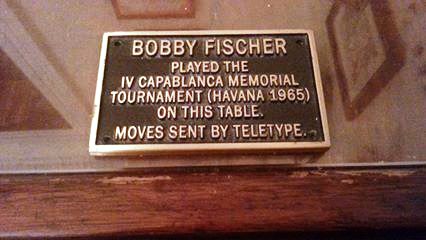 BOBBY FISCHER
PLAYED THE
IV CAPABLANCA MEMORIAL
TOURNAMENT (HAVANA 1965)
ON THIS TABLE.
MOVES SENT BY TELETYPE.